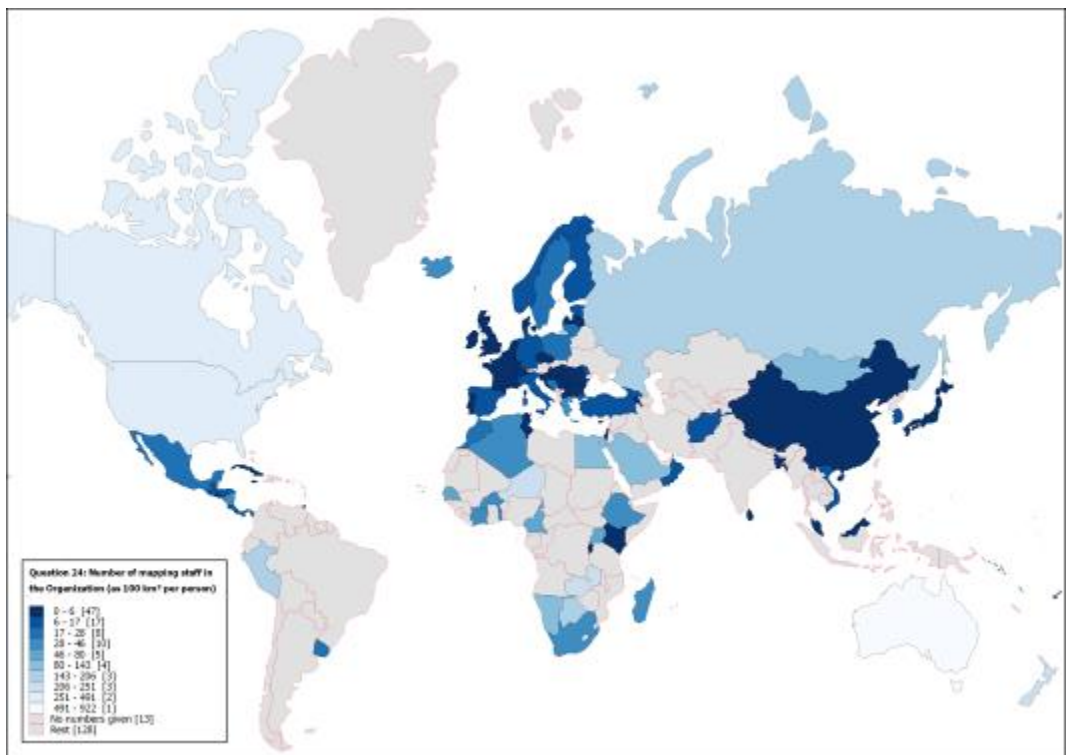 Question 24: Number of mapping staff in
the Organization (as 100 km² per person)
0 - 6 [47]
6 - 17 [17]
17 - 28 [8]
28 - 46 [10]
46 - 80 [5]
80 - 143 [4]
143 - 206 [3]
206 - 251 [3]
251 - 491 [2]
491 - 922 [1]
No numbers given [13]
Rest [128]